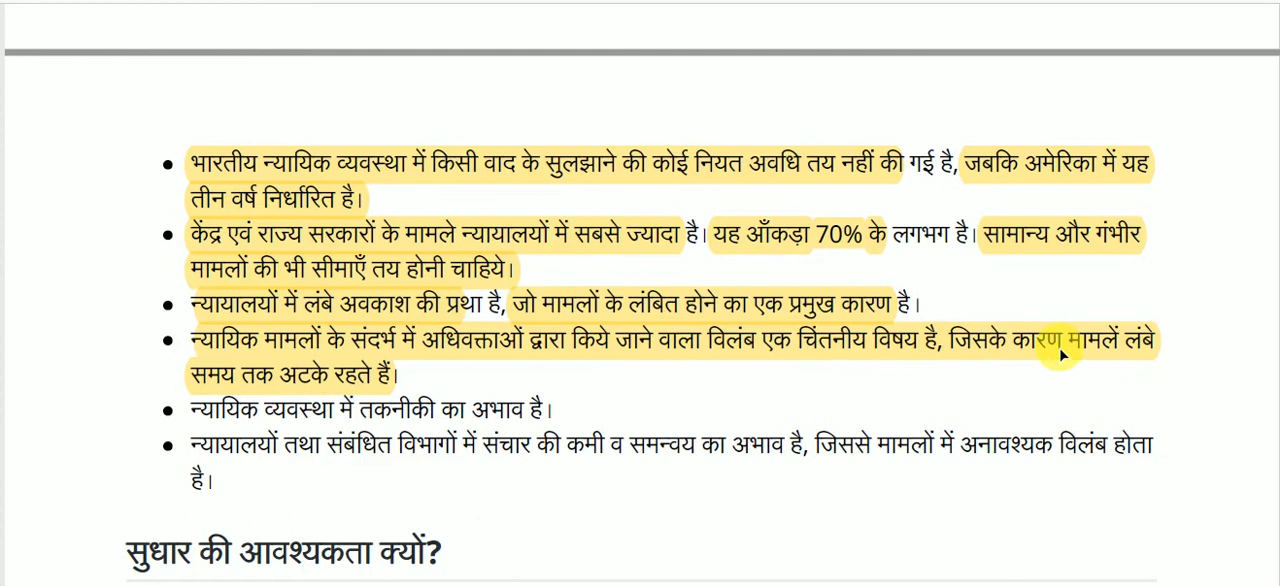 • भारतीय न्यायिक व्यवस्था में किसी वाद के सुलझाने की कोई नियत अवधि तय नहीं की गई है, जबकि अमेरिका में यह
तीन वर्ष निर्धारित है।
• केंद्र एवं राज्य सरकारों के मामले न्यायालयों में सबसे ज्यादा है। यह आँकड़ा 70% के लगभग है। सामान्य और गंभीर
मामलों की भी सीमाएँ तय होनी चाहिये।
• न्यायालयों में लंबे अवकाश की प्रथा है, जो मामलों के लंबित होने का एक प्रमुख कारण है।
• न्यायिक मामलों के संदर्भ में अधिवक्ताओं द्वारा किये जाने वाला विलंब एक चिंतनीय विषय है, जिसके कारण मामलें लंबे
समय तक अटके रहते हैं।
• न्यायिक व्यवस्था में तकनीकी का अभाव है।
• न्यायालयों तथा संबंधित विभागों में संचार की कमी व समन्वय का अभाव है, जिससे मामलों में अनावश्यक विलंब होता
है।
सुधार की आवश्यकता क्यों?